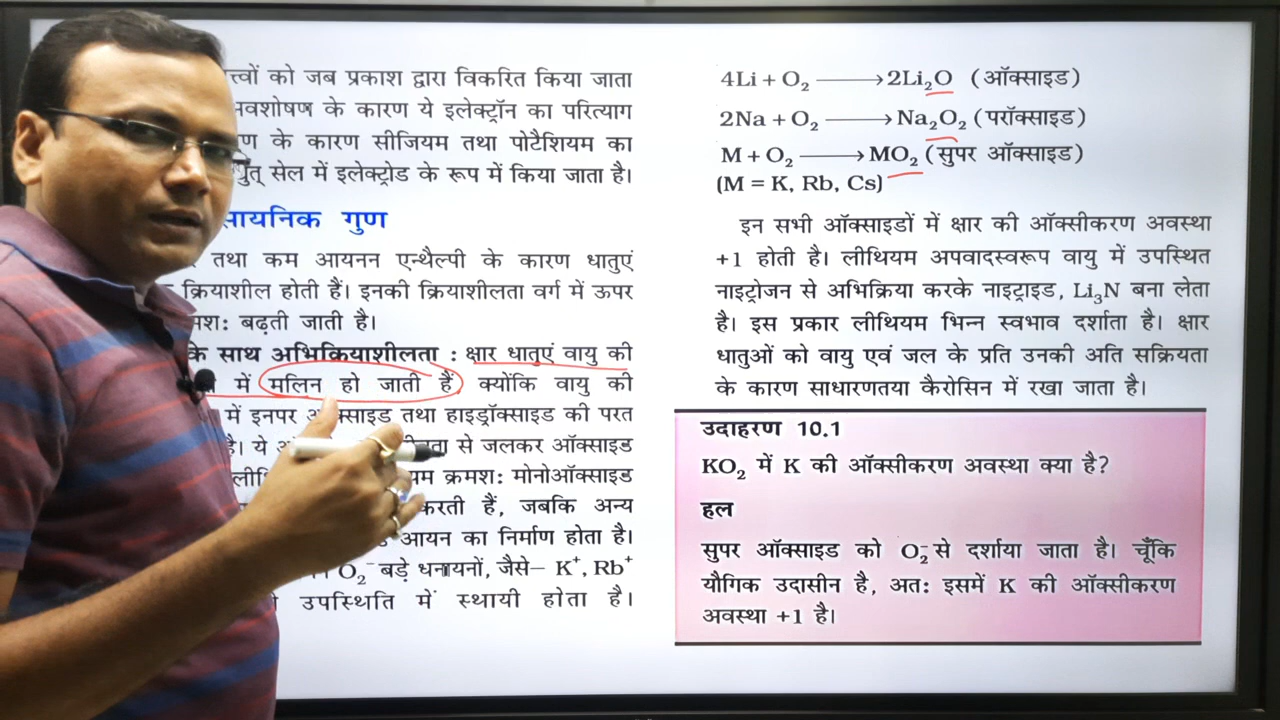 को जब प्रकाश द्वारा विकरित किया जाता
के कारण ये इलेक्ट्रॉन का परित्याग
के कारण सीजियम तथा पोटैशियम का
सेल में इलेक्ट्रोड के रूप में किया जाता है।
गुण
तथा कम आयनन एन्थैल्पी के कारण धातुएं
क्रियाशील होती हैं। इनकी क्रियाशीलता वर्ग में ऊपर
बढ़ती जाती है।
के साथ अभिक्रियाशीलता : क्षार धातुएं वायु की
में मलिन हो जाती हैं क्योंकि वायु की
में इनपर ऑक्साइड तथा हाइड्रॉक्साइड की परत
है। ये से जलकर ऑक्साइड
क्रमश: मोनोऑक्साइड
करती हैं, जबकि अन्य
आयन का निर्माण होता है।
O₂⁻ बड़े धनायनों, जैसे– K⁺, Rb⁺
उपस्थिति में स्थायी होता है।
4Li + O₂ ⟶ 2Li₂O (ऑक्साइड)
2Na + O₂ ⟶ Na₂O₂ (परॉक्साइड)
M + O₂ ⟶ MO₂ (सुपर ऑक्साइड)
(M = K, Rb, Cs)
इन सभी ऑक्साइडों में क्षार की ऑक्सीकरण अवस्था
+1 होती है। लीथियम अपवादस्वरूप वायु में उपस्थित
नाइट्रोजन से अभिक्रिया करके नाइट्राइड, Li₃N बना लेता
है। इस प्रकार लीथियम भिन्न स्वभाव दर्शाता है। क्षार
धातुओं को वायु एवं जल के प्रति उनकी अति सक्रियता
के कारण साधारणतया कैरोसिन में रखा जाता है।
उदाहरण 10.1
KO₂ में K की ऑक्सीकरण अवस्था क्या है?
हल
सुपर ऑक्साइड को O₂⁻ से दर्शाया जाता है। चूँकि
यौगिक उदासीन है, अत: इसमें K की ऑक्सीकरण
अवस्था +1 है।